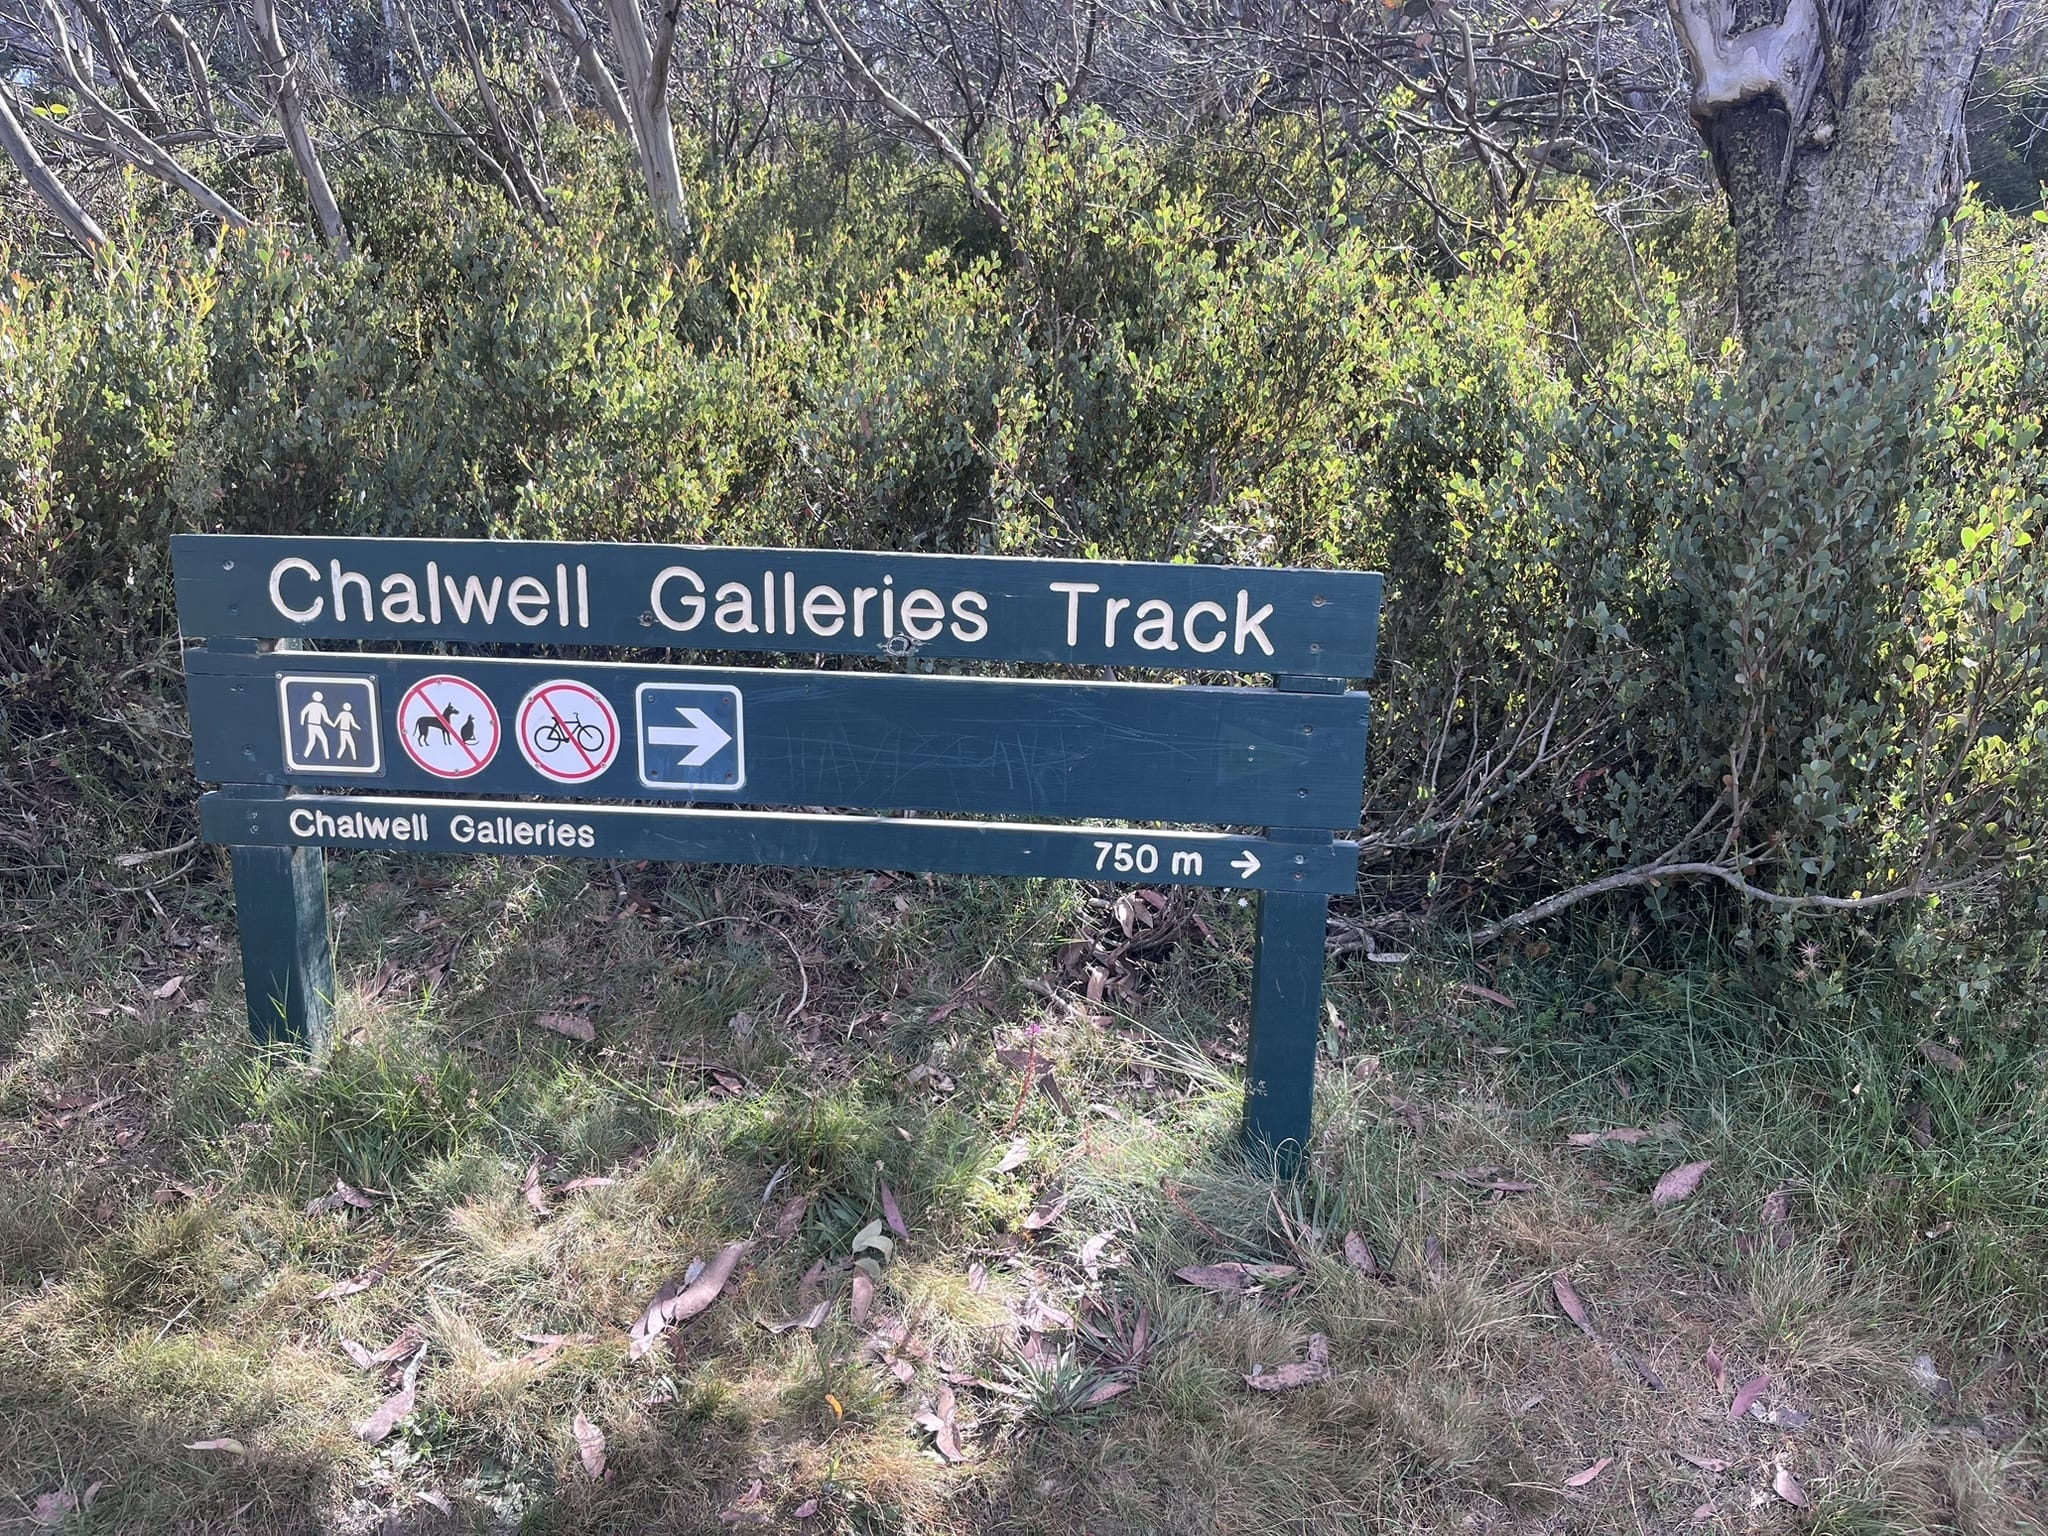 Chalwell Galleries Track
Chalwell Galleries 750 m →